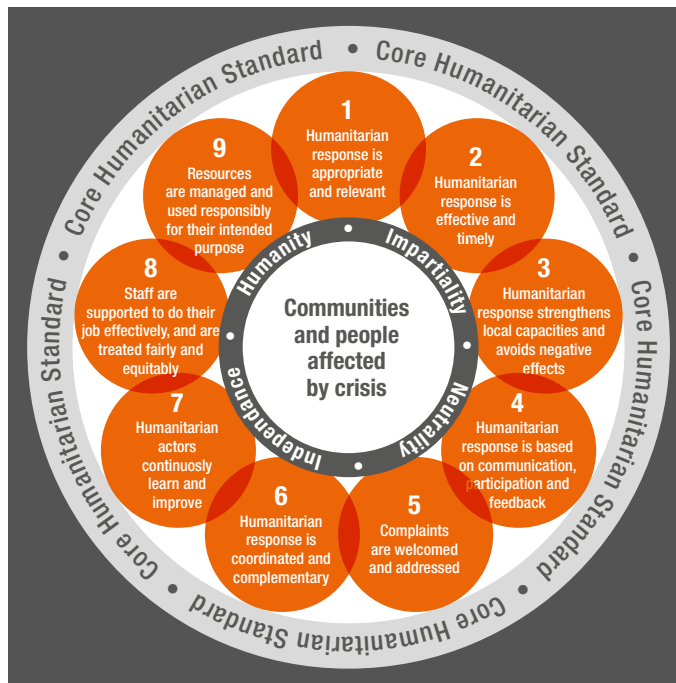 Core Humanitarian Standard • Core Humanitarian Standard • Core Humanitarian Standard • Core Humanitarian Standard • Core Humanitarian Standard • Core Humanitarian Standard •
1
Humanitarian
response is
appropriate
and relevant
2
Humanitarian
response is
effective and
timely
3
Humanitarian
response strengthens
local capacities and
avoids negative
effects
4
Humanitarian
response is based
on communication,
participation and
feedback
5
Complaints
are welcomed
and addressed
6
Humanitarian
response is
coordinated and
complementary
7
Humanitarian
actors
continuosly
learn and
improve
8
Staff are
supported to do their
job effectively, and are
treated fairly and
equitably
9
Resources
are managed and
used responsibly
for their intended
purpose
Humanity • Impartiality • Neutrality • Independance •
Communities
and people
affected
by crisis